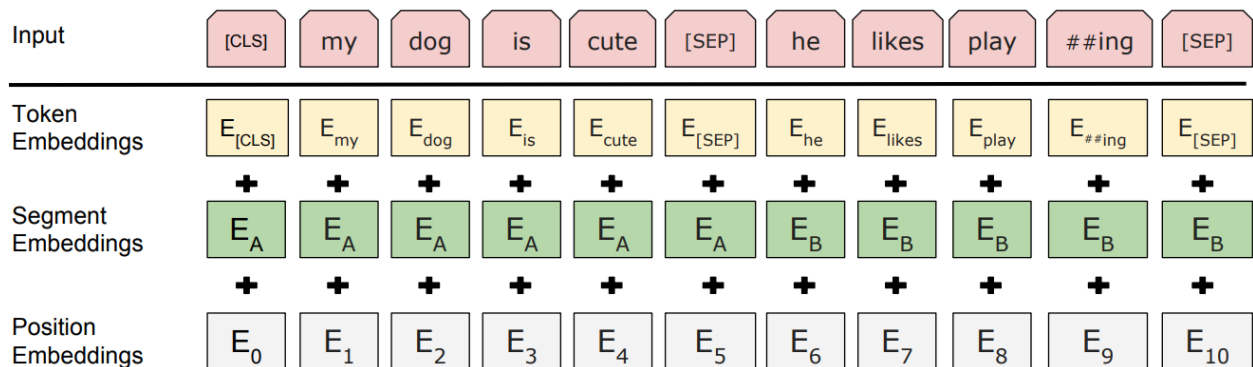 Input [CLS] my dog is cute [SEP] he likes play ##ing [SEP]
Token
Embeddings E[CLS] Emy Edog Eis Ecute E[SEP] Ehe Elikes Eplay E##ing E[SEP]
+ + + + + + + + + + +
Segment
Embeddings EA EA EA EA EA EA EB EB EB EB EB
+ + + + + + + + + + +
Position
Embeddings E0 E1 E2 E3 E4 E5 E6 E7 E8 E9 E10